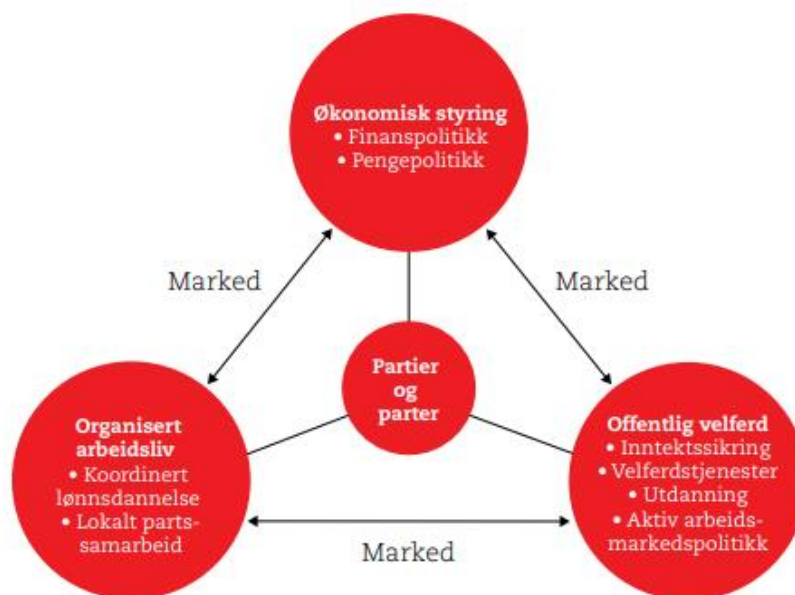 Økonomisk styring
• Finanspolitikk
• Pengepolitikk
Marked
Marked
Partier
og
parter
Organisert
arbeidsliv
• Koordinert
lønnsdannelse
• Lokalt parts-
samarbeid
Offentlig velferd
• Inntektssikring
• Velferdstjenester
• Utdanning
• Aktiv arbeids-
markedspolitikk
Marked